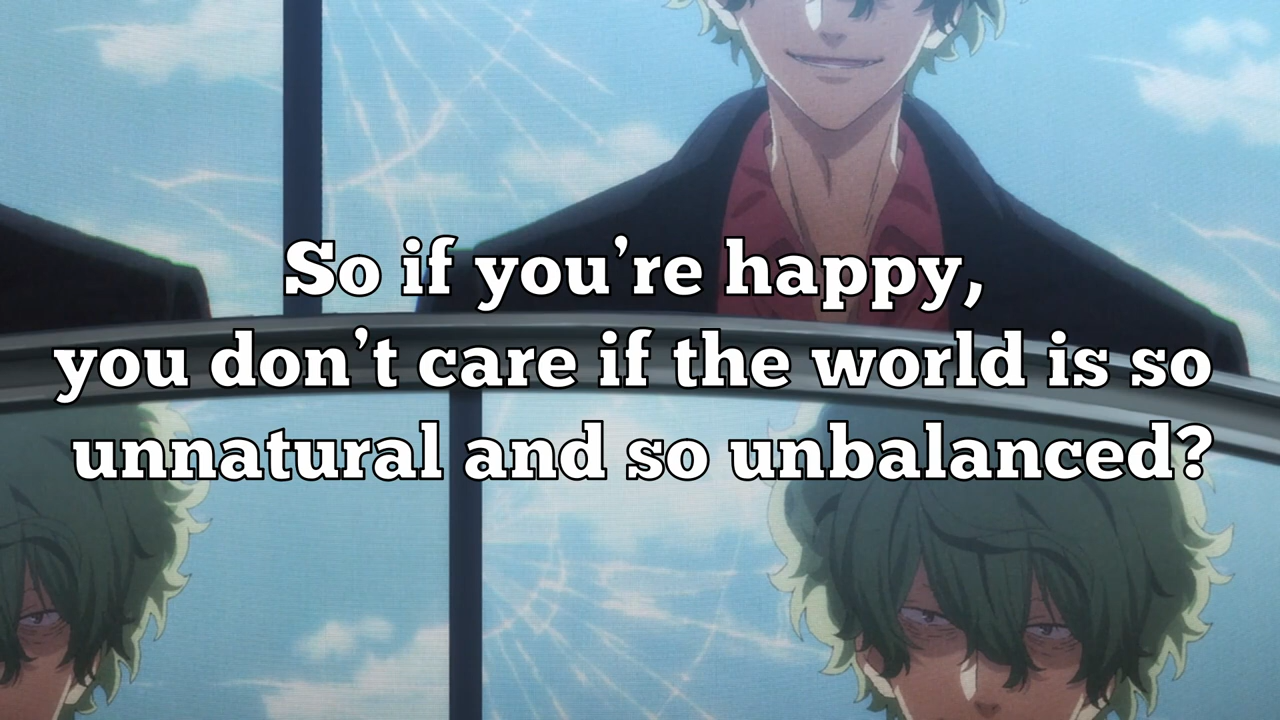 So if you’re happy,
you don’t care if the world is so
unnatural and so unbalanced?